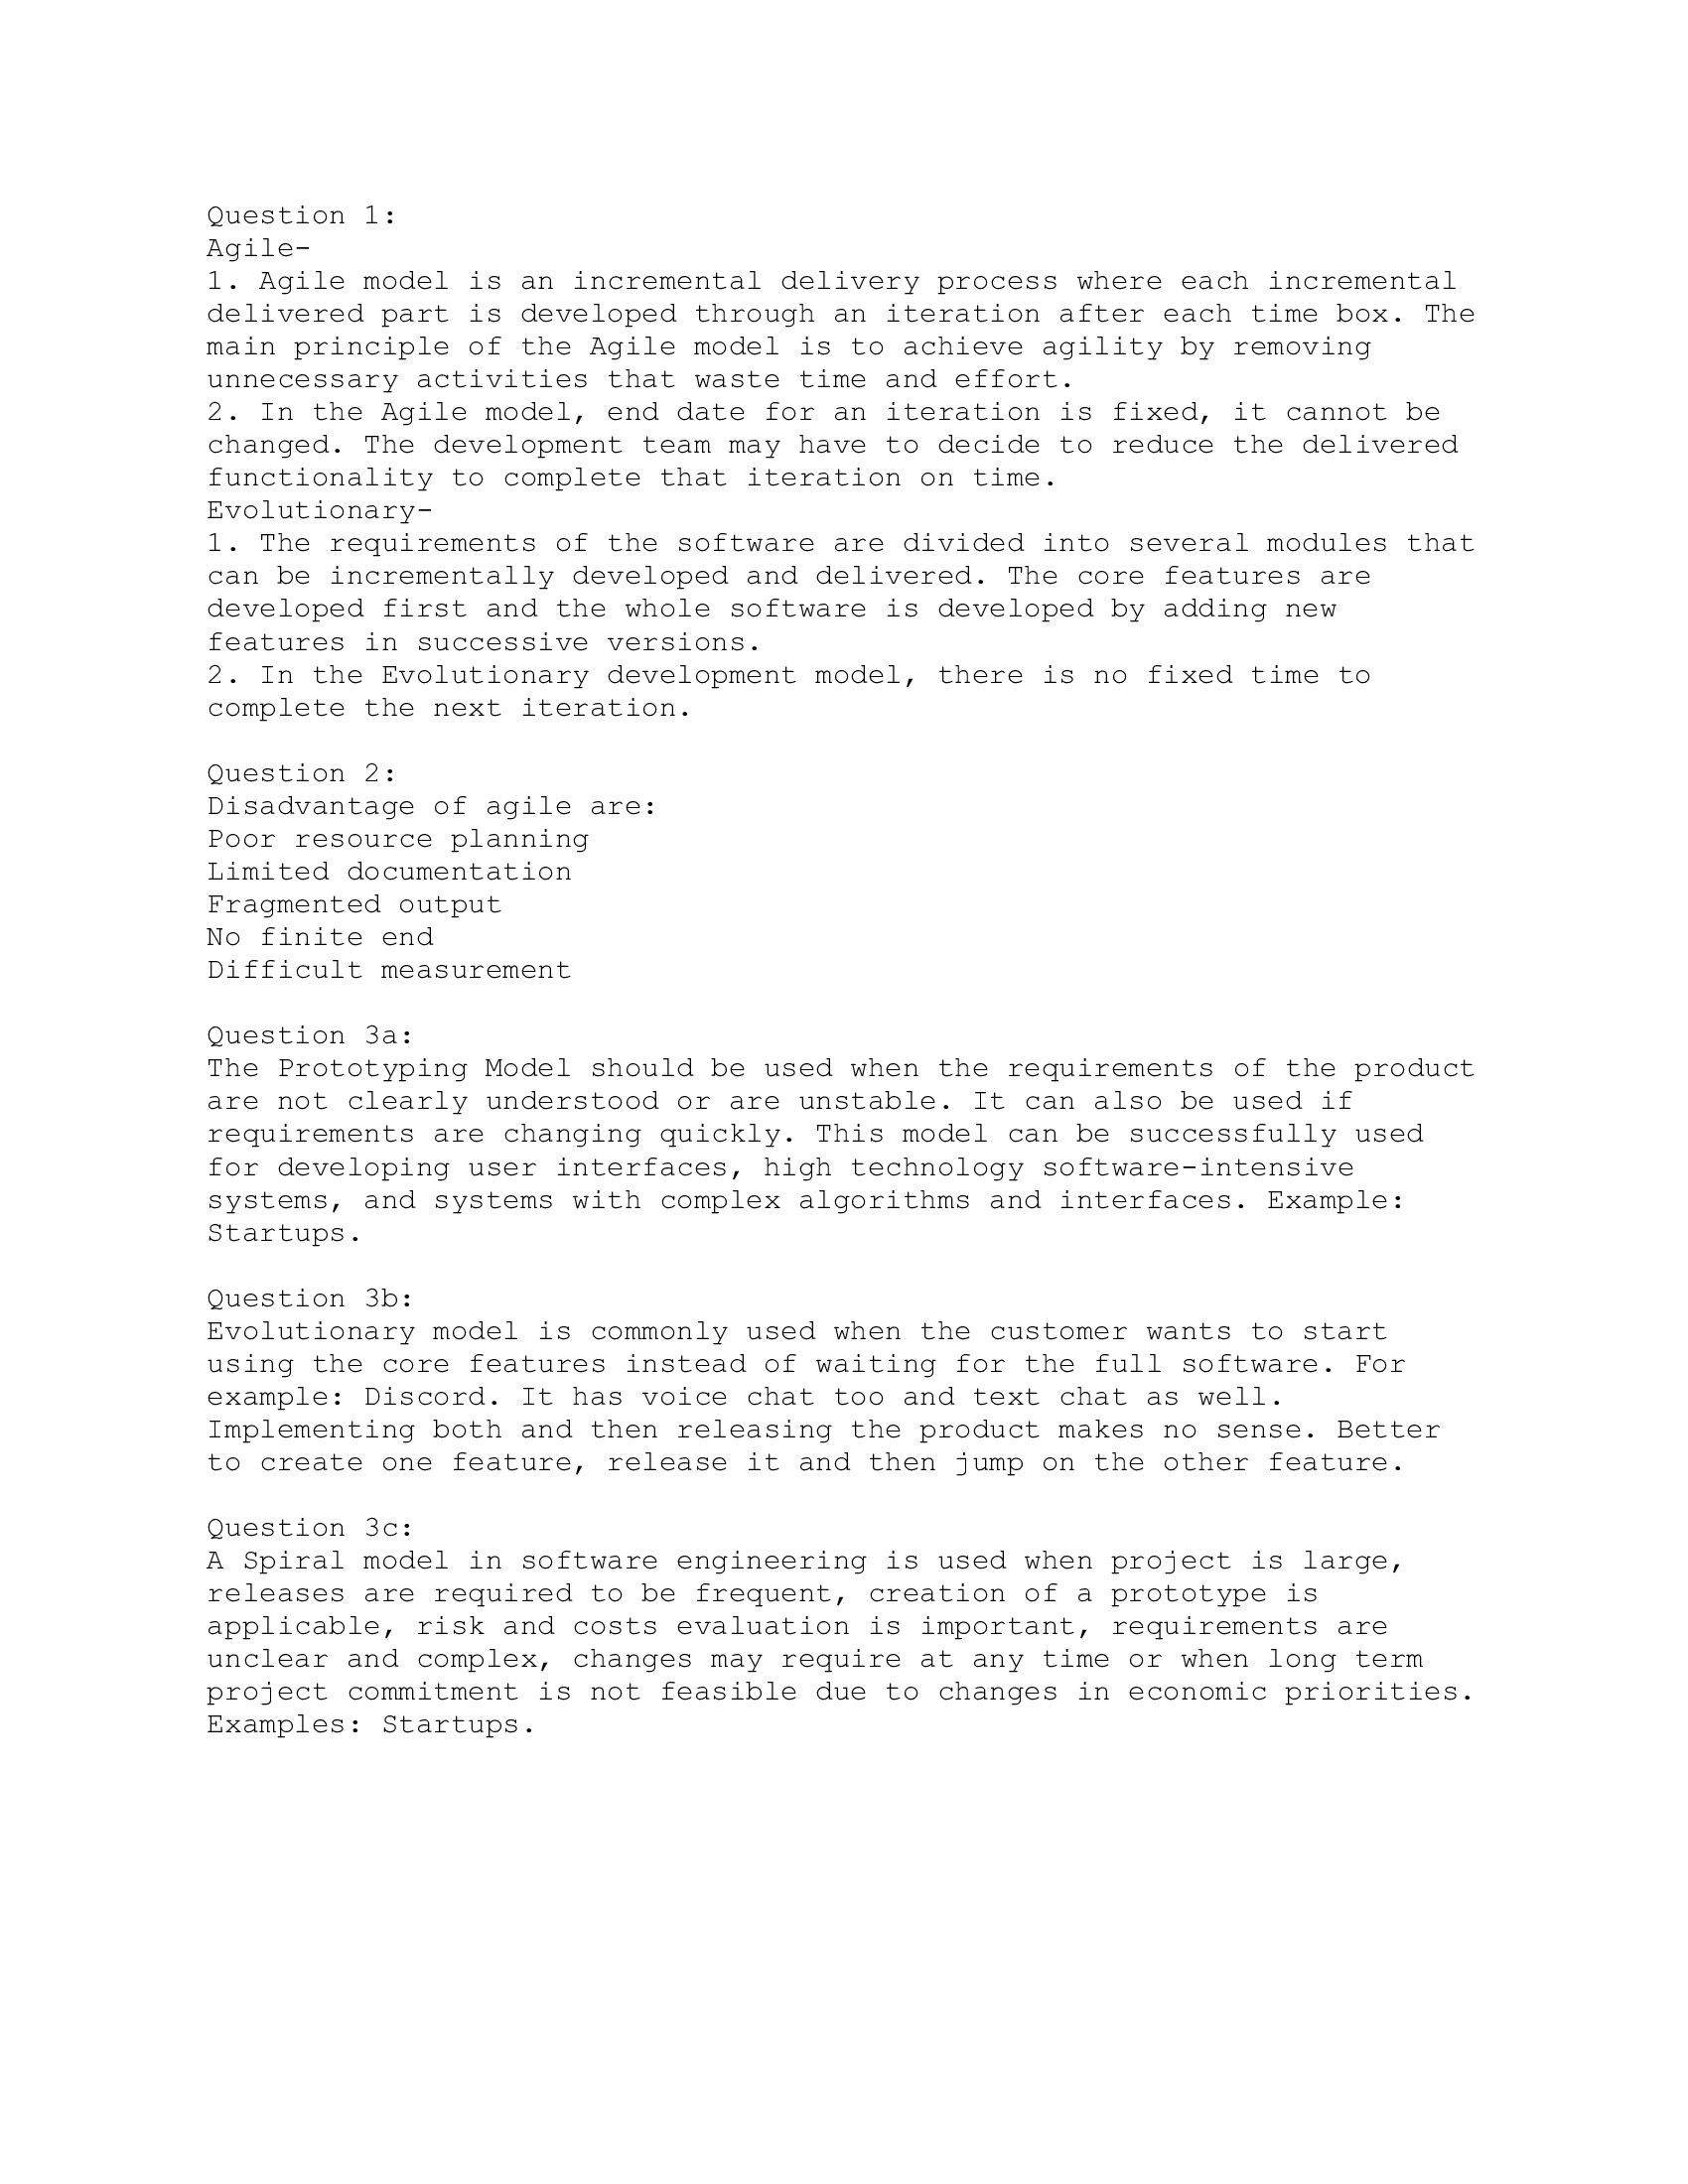 Question 1:
Agile-
1. Agile model is an incremental delivery process where each incremental
delivered part is developed through an iteration after each time box. The
main principle of the Agile model is to achieve agility by removing
unnecessary activities that waste time and effort.
2. In the Agile model, end date for an iteration is fixed, it cannot be
changed. The development team may have to decide to reduce the delivered
functionality to complete that iteration on time.
Evolutionary-
1. The requirements of the software are divided into several modules that
can be incrementally developed and delivered. The core features are
developed first and the whole software is developed by adding new
features in successive versions.
2. In the Evolutionary development model, there is no fixed time to
complete the next iteration.

Question 2:
Disadvantage of agile are:
Poor resource planning
Limited documentation
Fragmented output
No finite end
Difficult measurement

Question 3a:
The Prototyping Model should be used when the requirements of the product
are not clearly understood or are unstable. It can also be used if
requirements are changing quickly. This model can be successfully used
for developing user interfaces, high technology software-intensive
systems, and systems with complex algorithms and interfaces. Example:
Startups.

Question 3b:
Evolutionary model is commonly used when the customer wants to start
using the core features instead of waiting for the full software. For
example: Discord. It has voice chat too and text chat as well.
Implementing both and then releasing the product makes no sense. Better
to create one feature, release it and then jump on the other feature.

Question 3c:
A Spiral model in software engineering is used when project is large,
releases are required to be frequent, creation of a prototype is
applicable, risk and costs evaluation is important, requirements are
unclear and complex, changes may require at any time or when long term
project commitment is not feasible due to changes in economic priorities.
Examples: Startups.